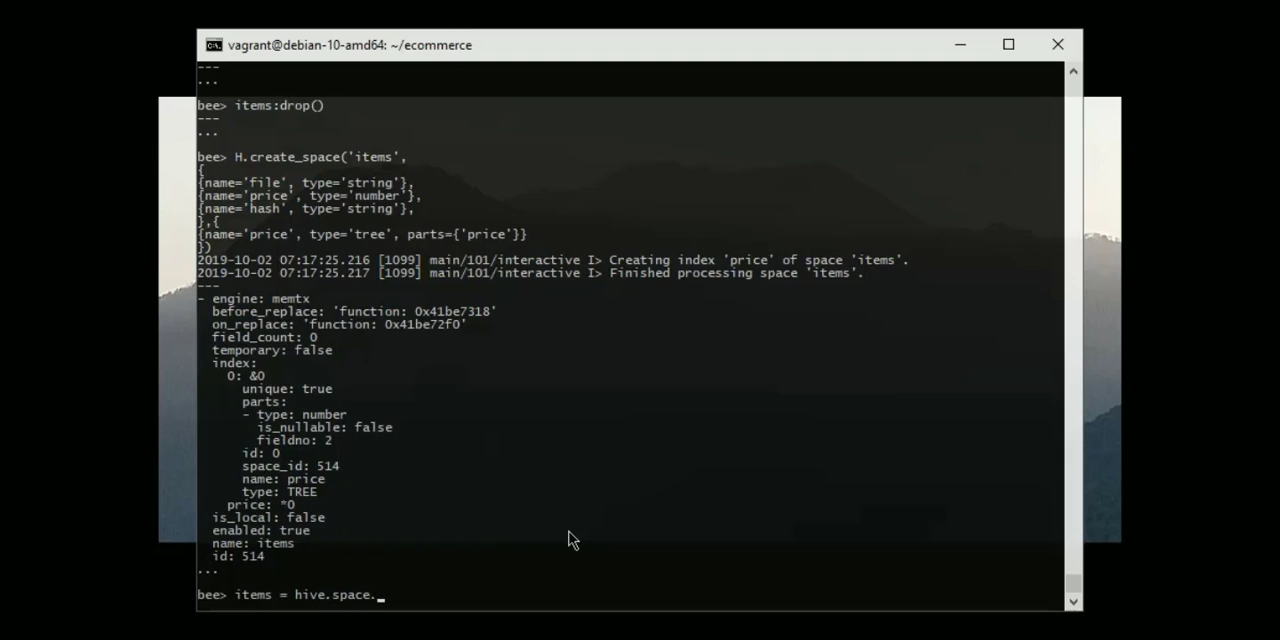 vagrant@debian-10-amd64: ~/ecommerce
---
...
bee> items:drop()
---
...
bee> H.create_space('items',
{
{name='file', type='string'},
{name='price', type='number'},
{name='hash', type='string'},
},{
{name='price', type='tree', parts={'price'}}
})
2019-10-02 07:17:25.216 [1099] main/101/interactive I> Creating index 'price' of space 'items'.
2019-10-02 07:17:25.217 [1099] main/101/interactive I> Finished processing space 'items'.
---
- engine: memtx
  before_replace: 'function: 0x41be7318'
  on_replace: 'function: 0x41be72f0'
  field_count: 0
  temporary: false
  index:
    0: &0
      unique: true
      parts:
      - type: number
        is_nullable: false
        fieldno: 2
      id: 0
      space_id: 514
      name: price
      type: TREE
    price: *0
  is_local: false
  enabled: true
  name: items
  id: 514
...
bee> items = hive.space._